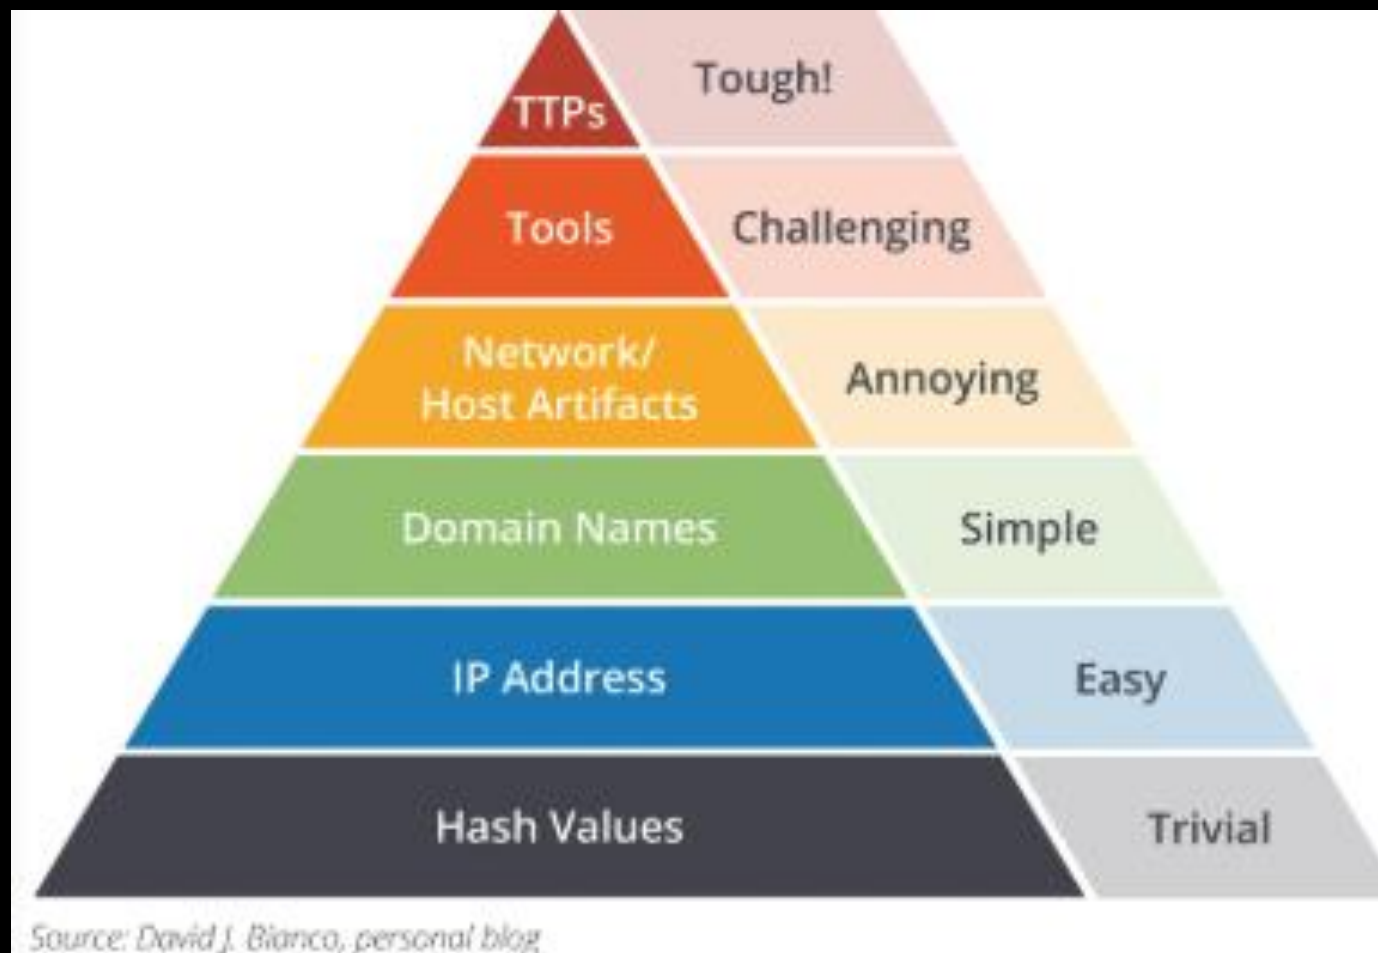 TTPs
Tough!
Tools
Challenging
Network/
Host Artifacts
Annoying
Domain Names
Simple
IP Address
Easy
Hash Values
Trivial
Source: David J. Bianco, personal blog